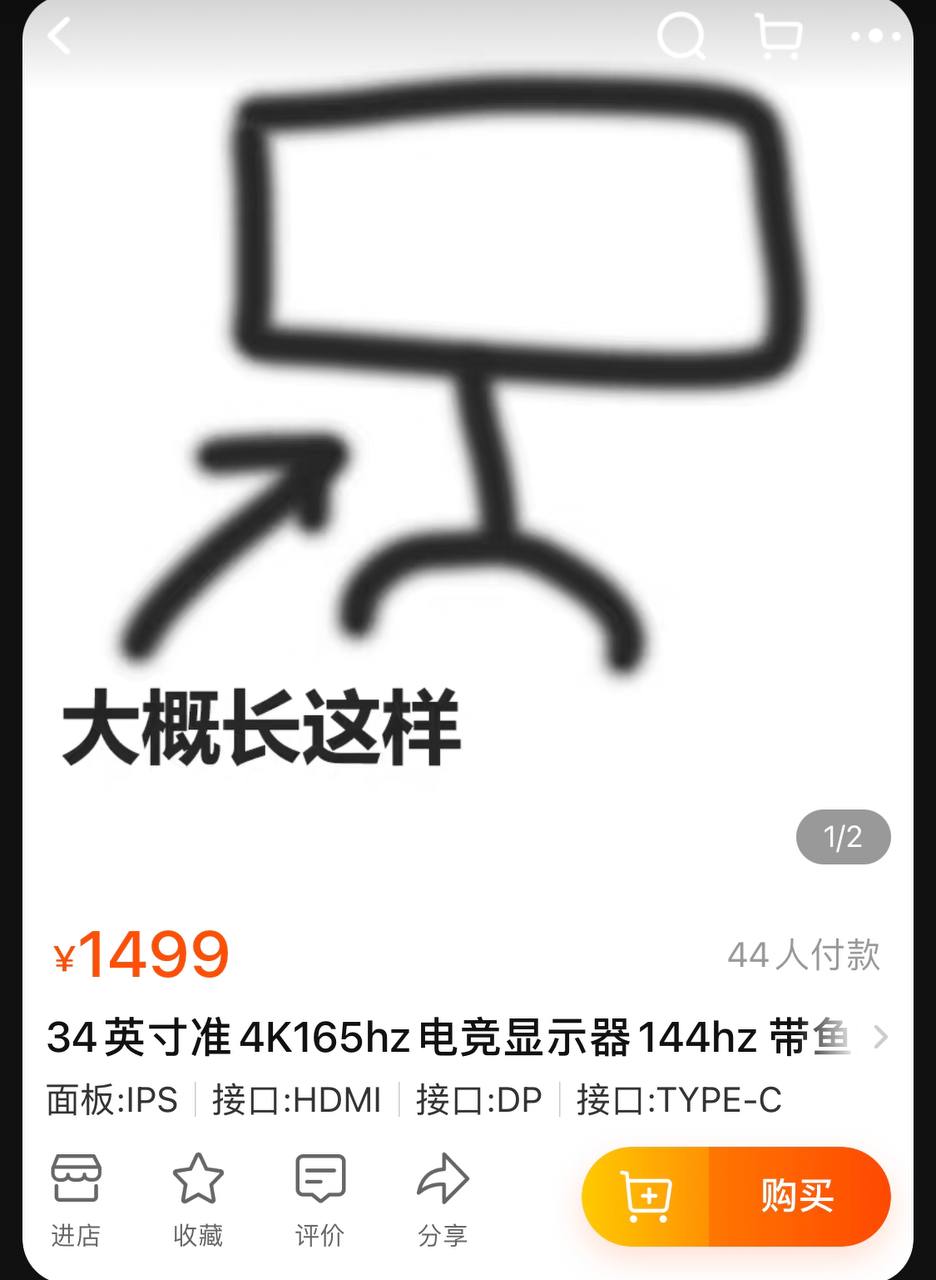 大概长这样
1/2
¥1499
44人付款
34英寸准4K165hz电竞显示器144hz 带鱼
面板:IPS | 接口:HDMI | 接口:DP | 接口:TYPE-C
进店 收藏 评价 分享 购买